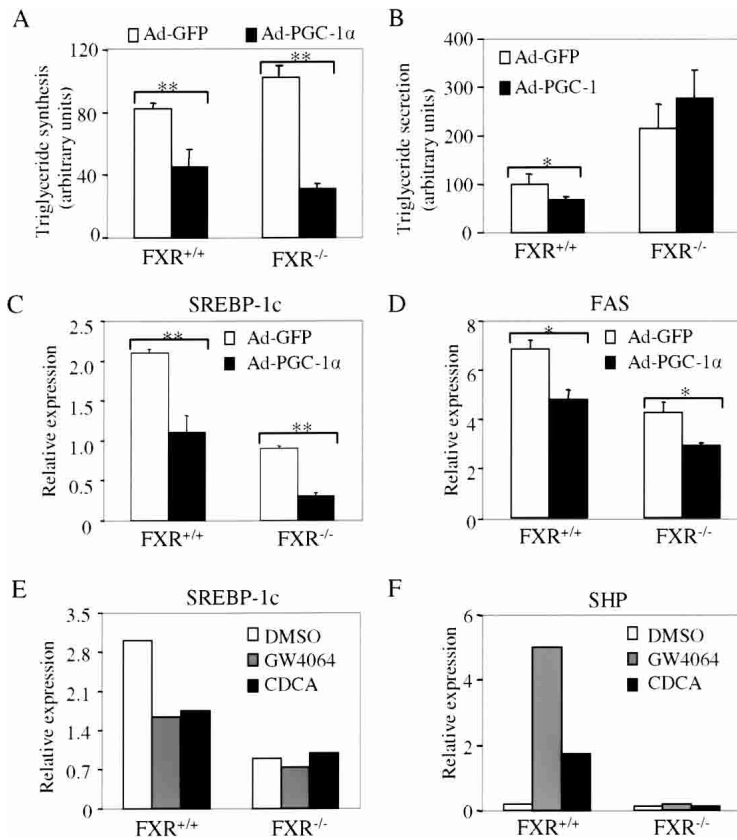 A
Ad-GFP Ad-PGC-1α
Triglyceride synthesis
(arbitrary units)
120
80
40
0
**
**
FXR+/+
FXR-/-
B
Triglyceride secretion
(arbitrary units)
400
300
200
100
0
Ad-GFP
Ad-PGC-1
*
FXR+/+
FXR-/-
C
SREBP-1c
Relative expression
2.5
2.0
1.5
1.0
0.5
0
Ad-GFP
Ad-PGC-1α
**
**
FXR+/+
FXR-/-
D
FAS
Relative expression
8
6
4
2
0
Ad-GFP
Ad-PGC-1α
*
*
FXR+/+
FXR-/-
E
SREBP-1c
Relative expression
3.5
2.8
2.1
1.4
0.7
0
DMSO
GW4064
CDCA
FXR+/+
FXR-/-
F
SHP
Relative expression
6
4
2
0
DMSO
GW4064
CDCA
FXR+/+
FXR-/-